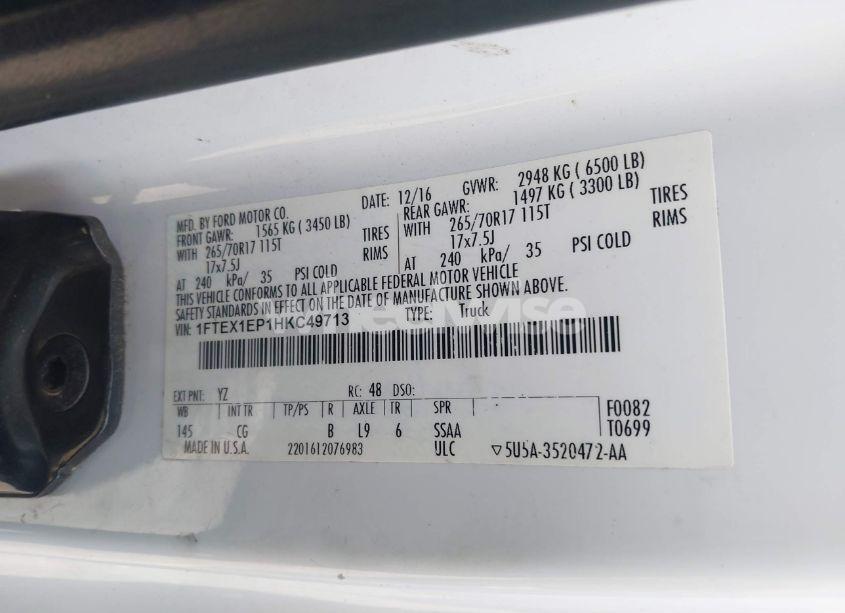 MFD. BY FORD MOTOR CO.
DATE: 12/16 GVWR: 2948 KG ( 6500 LB)
FRONT GAWR: 1565 KG ( 3450 LB)
REAR GAWR: 1497 KG ( 3300 LB)
WITH 265/70R17 115T TIRES
WITH 265/70R17 115T TIRES
17x7.5J RIMS
17x7.5J RIMS
AT 240 kPa/ 35 PSI COLD
AT 240 kPa/ 35 PSI COLD
THIS VEHICLE CONFORMS TO ALL APPLICABLE FEDERAL MOTOR VEHICLE
SAFETY STANDARDS IN EFFECT ON THE DATE OF MANUFACTURE SHOWN ABOVE.
VIN: 1FTEX1EP1HKC49713 TYPE: Truck
EXT PNT: YZ RC: 48 DSO:
WB INT TR TP/PS R AXLE TR SPR
145 CG B L9 6 SSAA
MADE IN U.S.A. 2201612076983 ULC
F0082
T0699
▽5U5A-3520472-AA